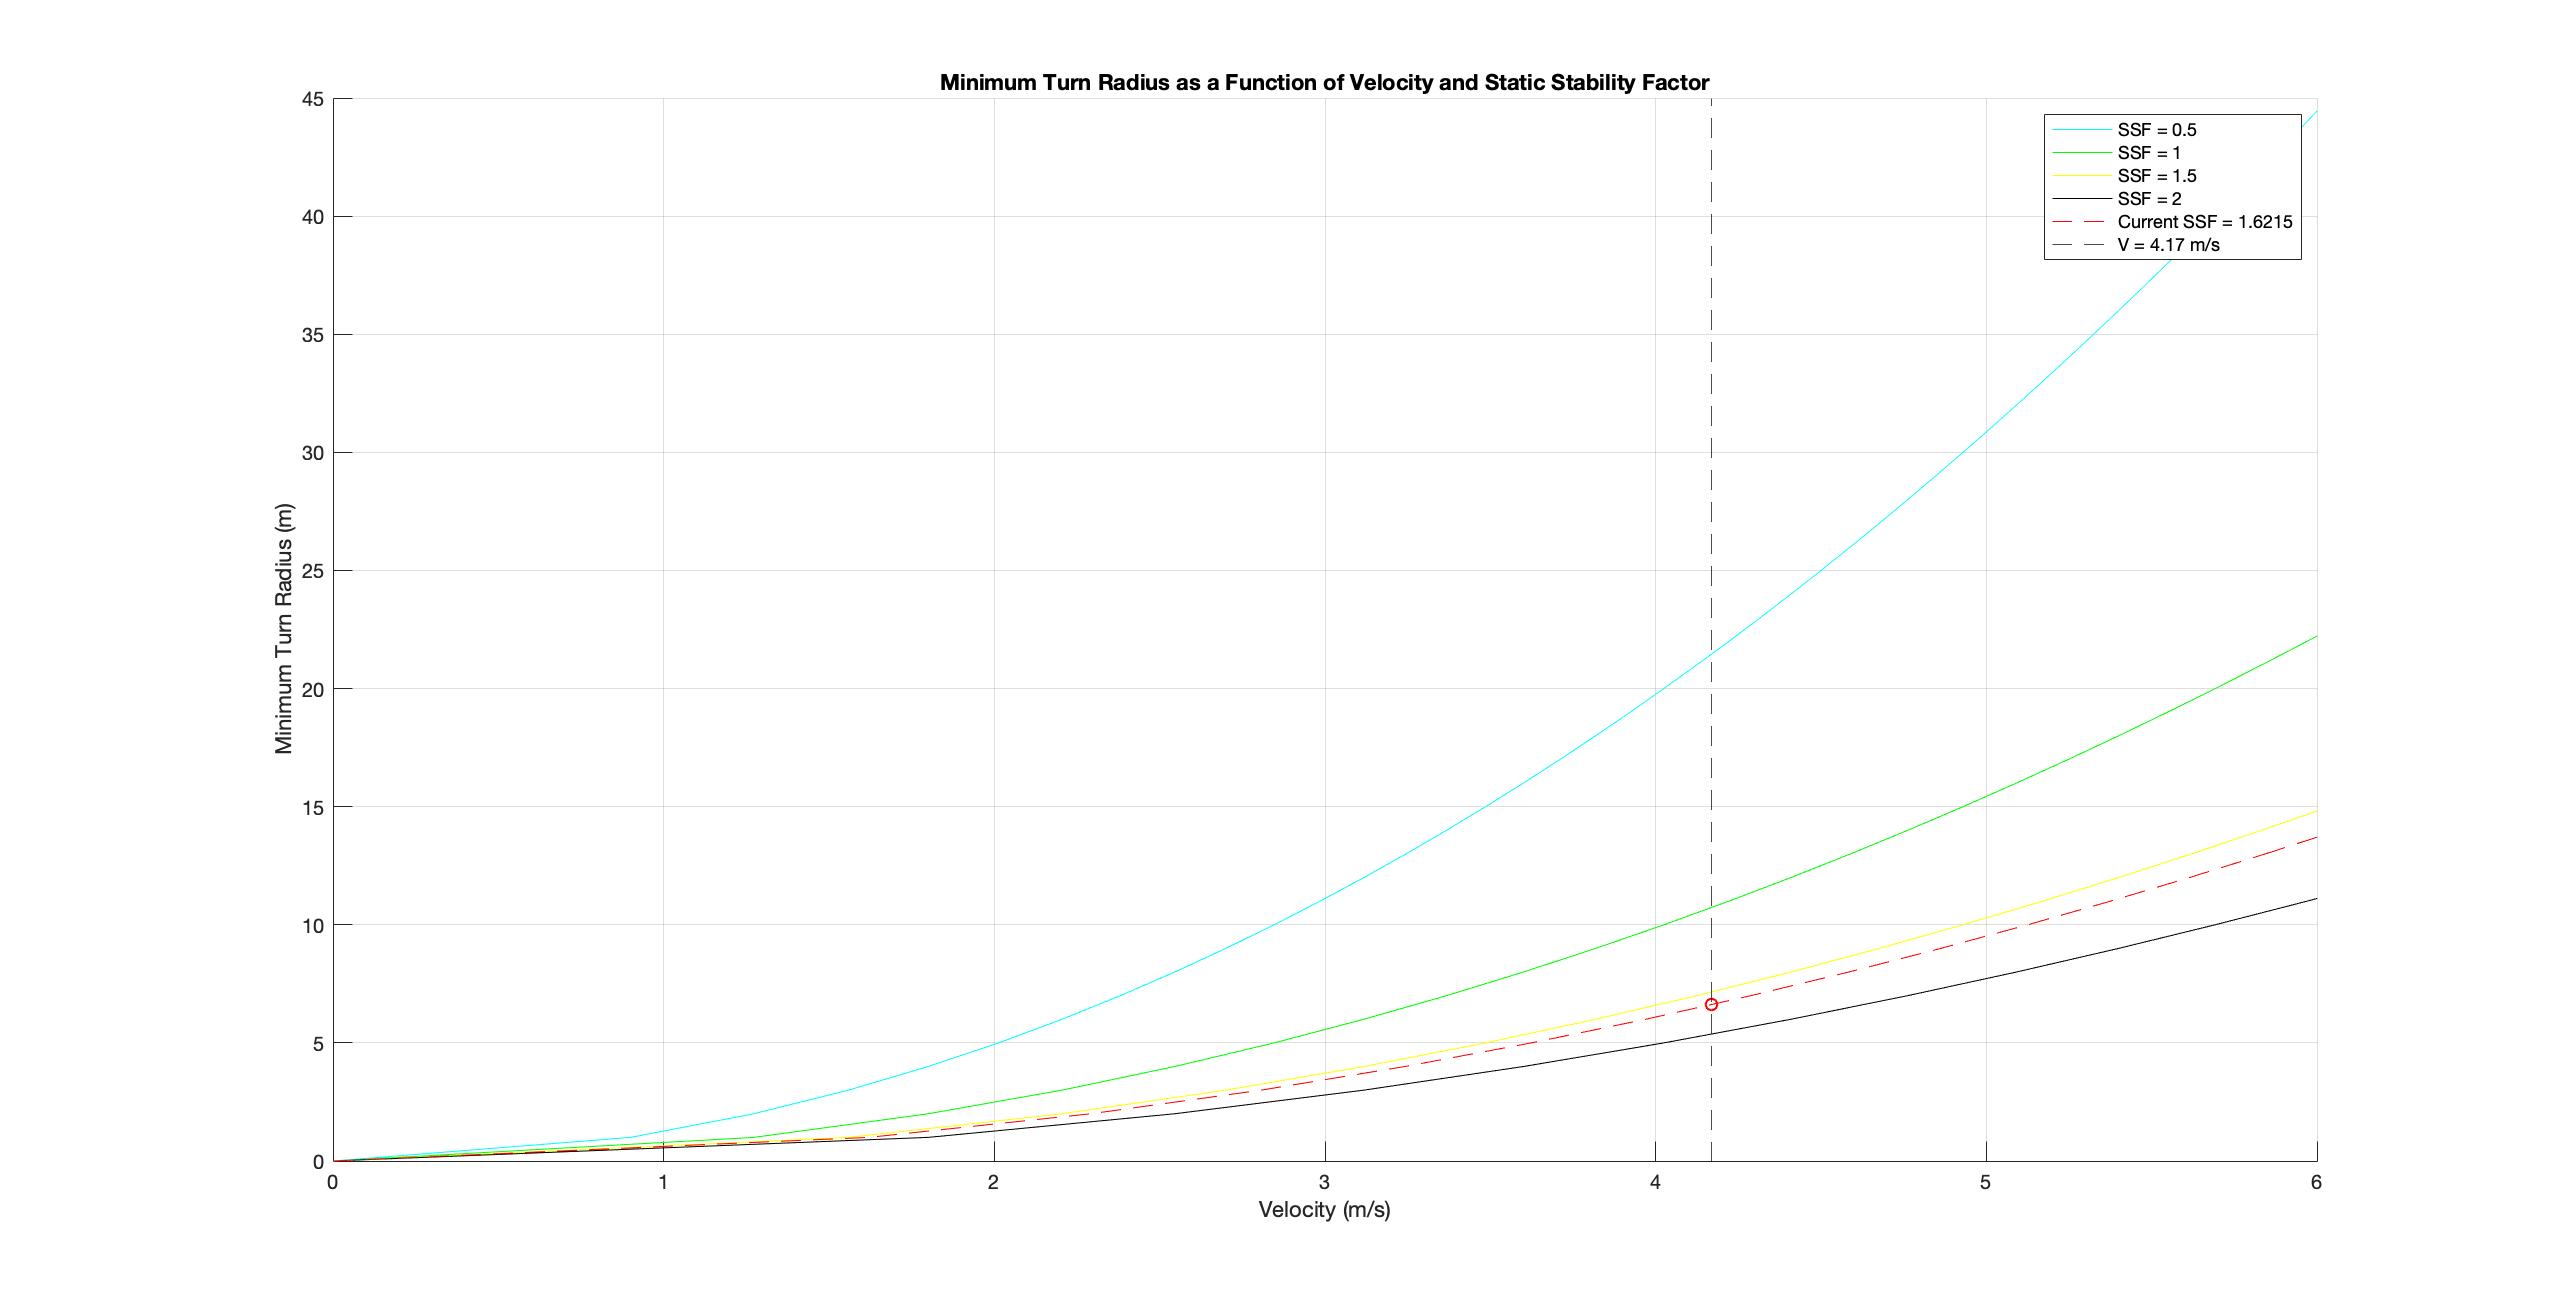 Minimum Turn Radius as a Function of Velocity and Static Stability Factor
45
40
35
30
25
20
15
10
5
0
Minimum Turn Radius (m)
SSF = 0.5
SSF = 1
SSF = 1.5
SSF = 2
Current SSF = 1.6215
V = 4.17 m/s
0 1 2 3 4 5 6
Velocity (m/s)